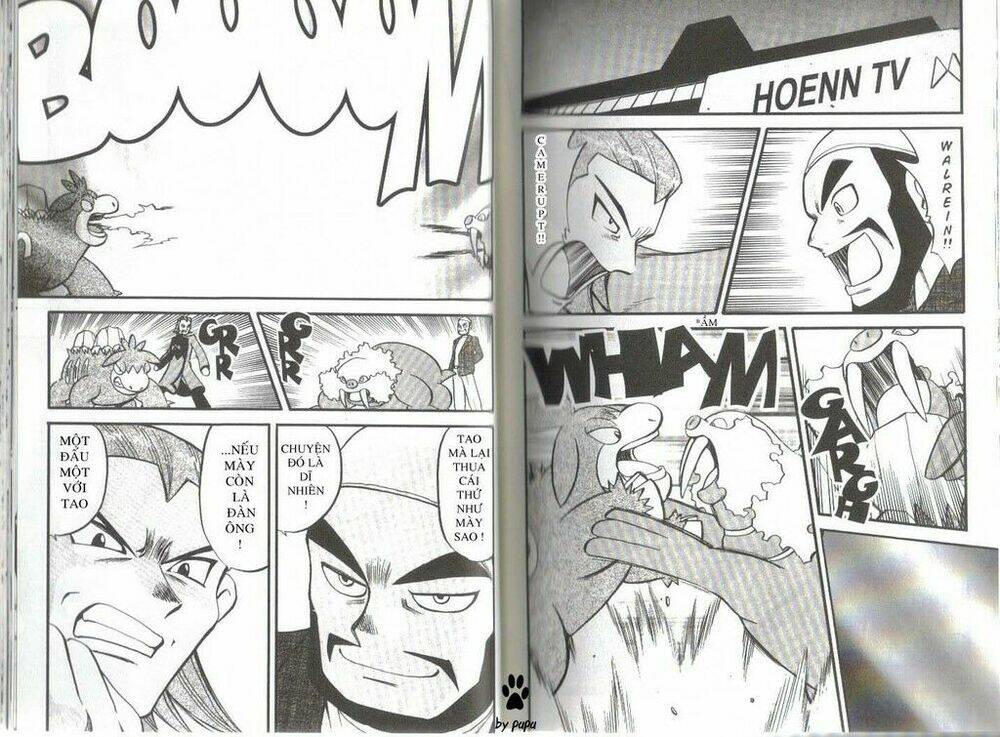 HOENN TV
WALREIN!!
CAMERUPT!!
GARGH
*ẦM
WHAM
BOOOOM
GRR
GRR
TAO
MÀ LẠI
THUA
CÁI
THỨ
NHƯ
MÀY
SAO !
CHUYỆN
ĐÓ LÀ
DĨ
NHIÊN
!
...NẾU
MÀY
CÒN
LÀ
ĐÀN
ÔNG
!
MỘT
ĐẤU
MỘT
VỚI
TAO
by papa